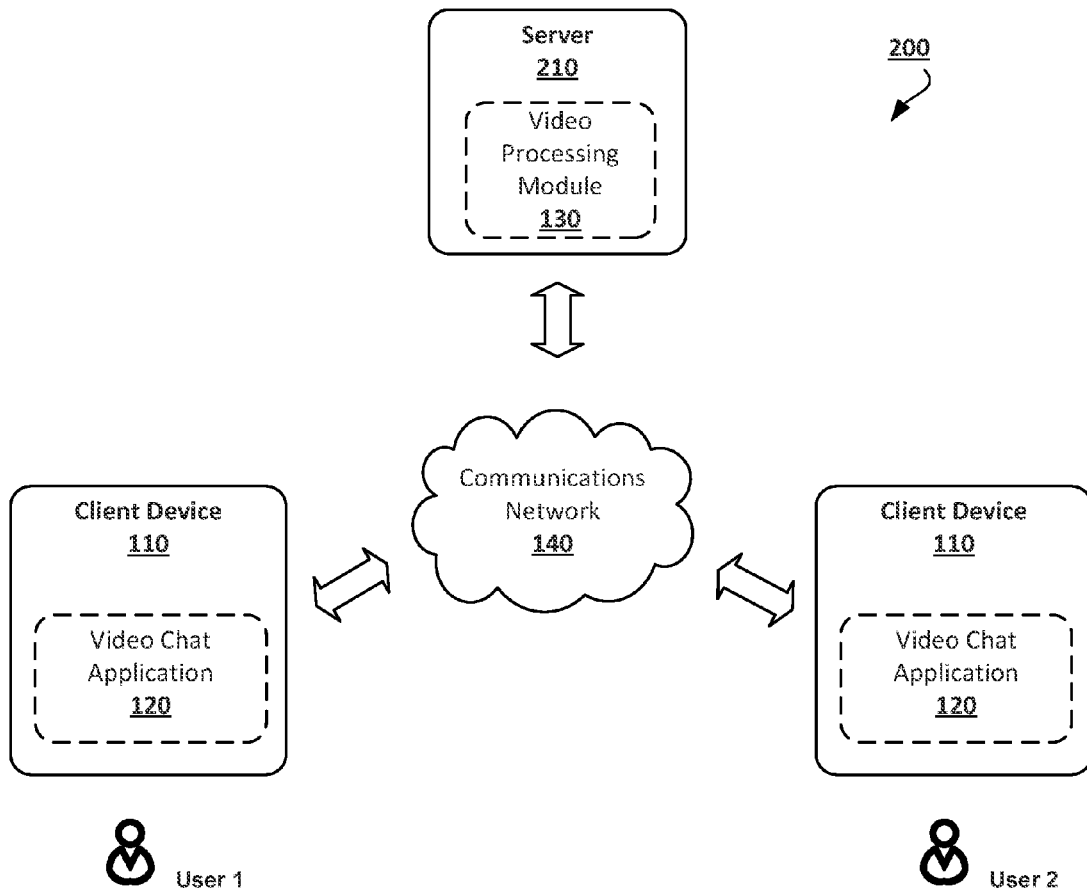 Server
210
Video
Processing
Module
130
200
Communications
Network
140
Client Device
110
Video Chat
Application
120
User 1
Client Device
110
Video Chat
Application
120
User 2